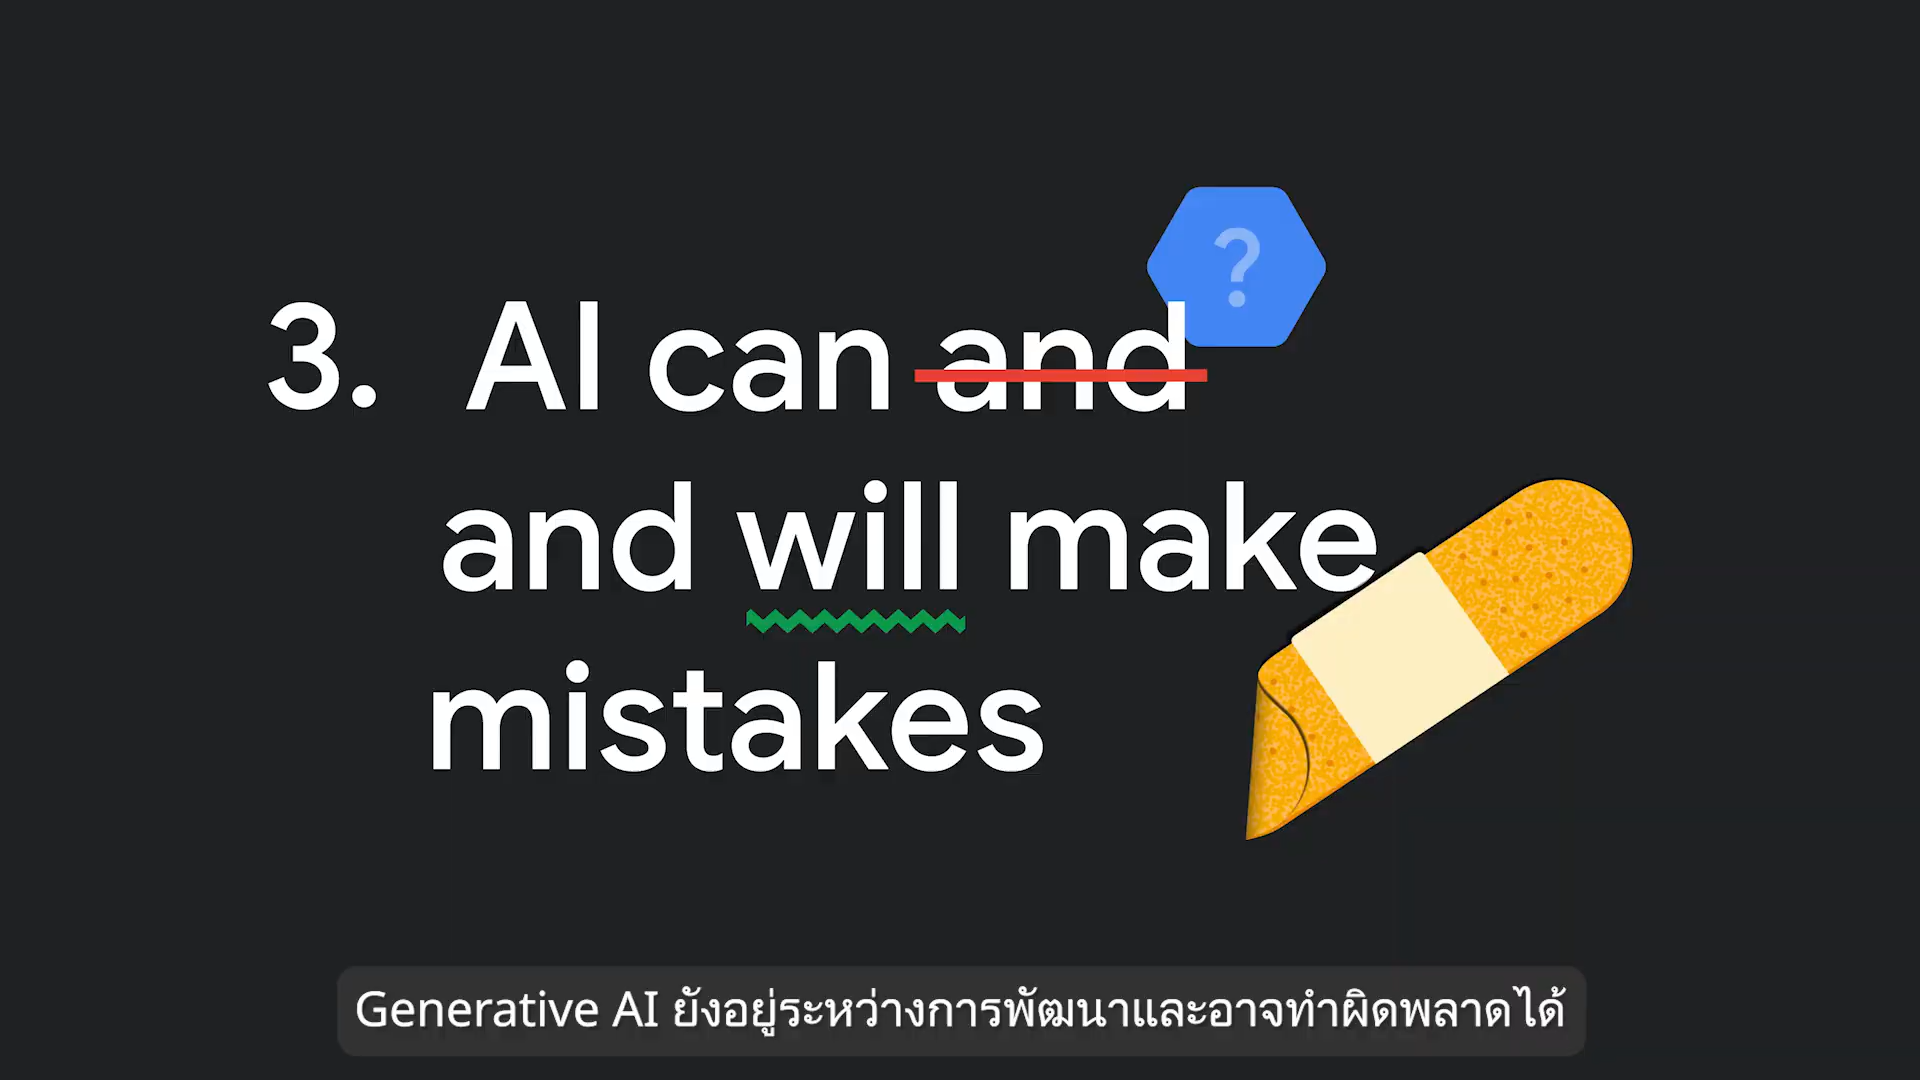 ?
3. AI can and
and will make
mistakes
Generative AI ยังอยู่ระหว่างการพัฒนาและอาจทำผิดพลาดได้